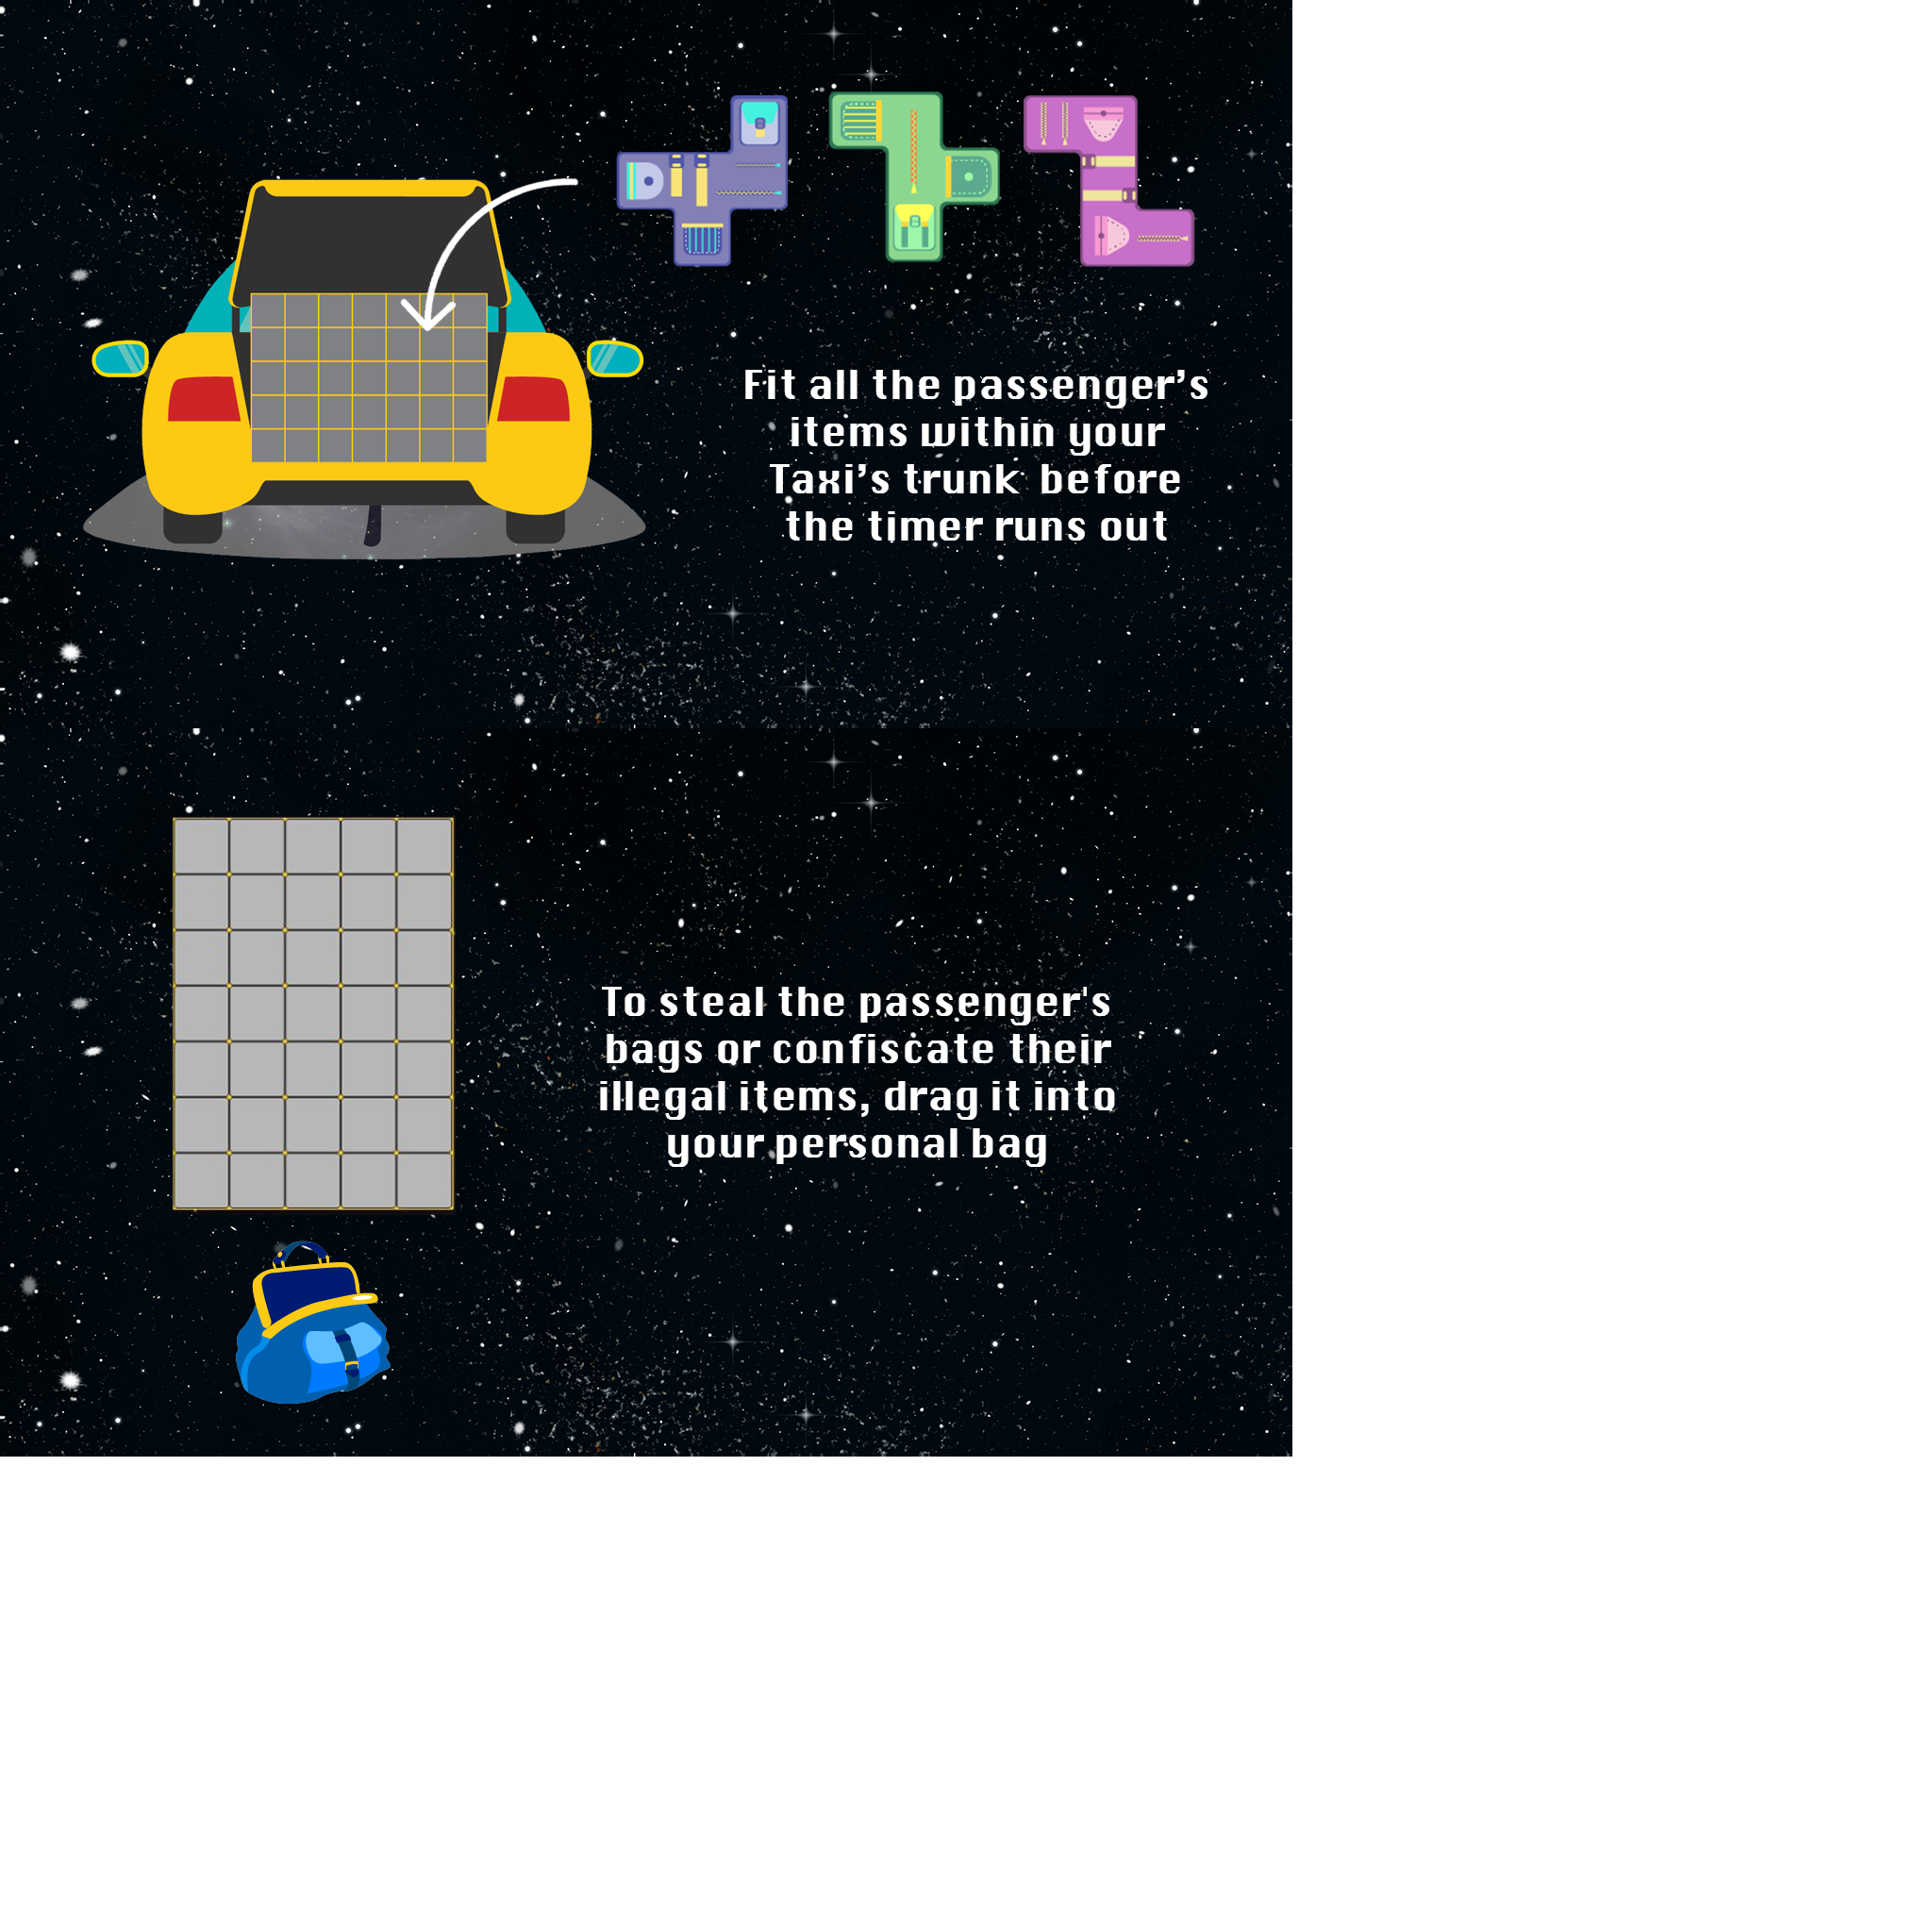 Fit all the passenger’s
items within your
Taxi’s trunk before
the timer runs out
To steal the passenger's
bags or confiscate their
illegal items, drag it into
your personal bag